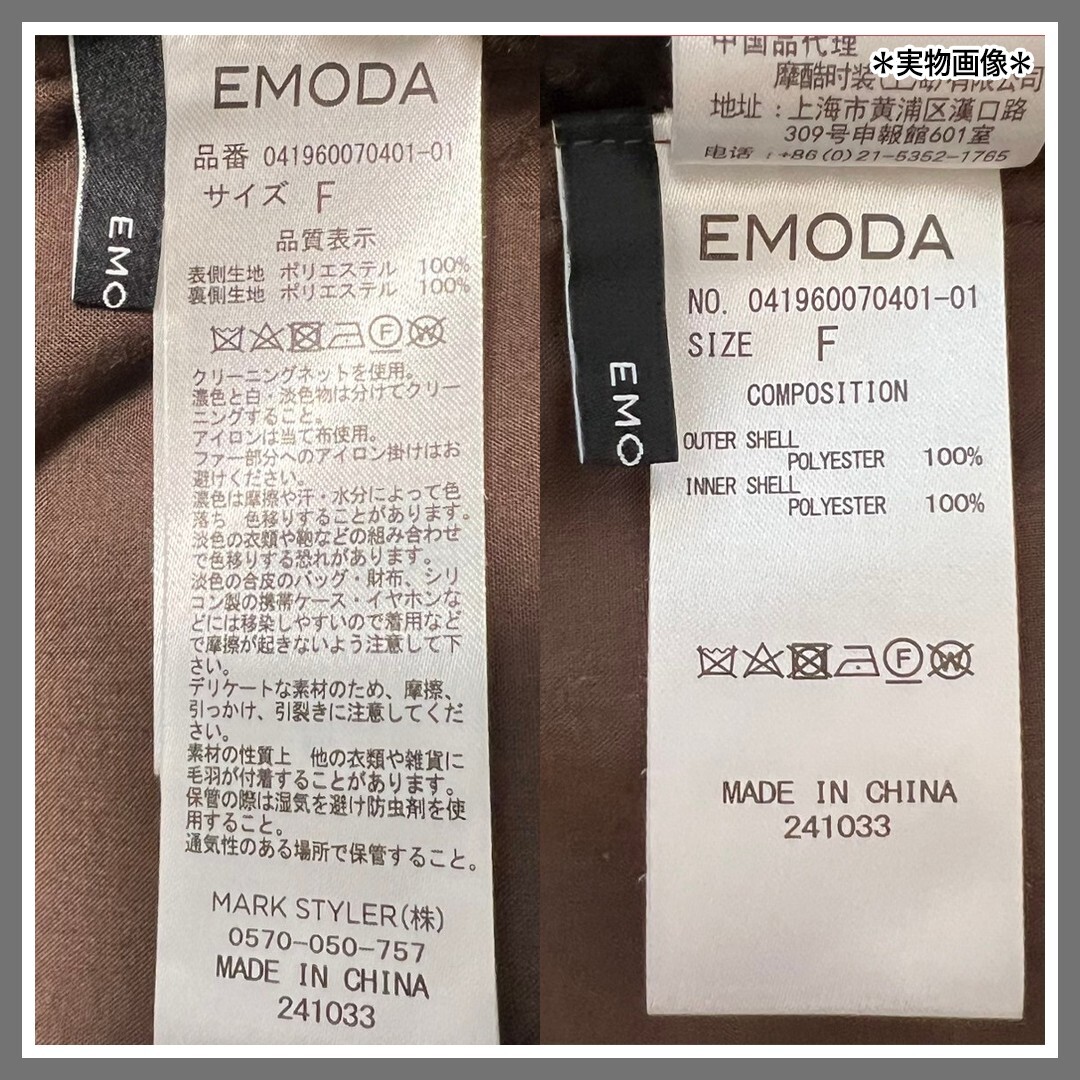 EMODA
品番 041960070401-01
サイズ F
品質表示
表側生地 ポリエステル 100%
裏側生地 ポリエステル 100%
クリーニングネットを使用。
濃色と白・淡色物は分けてクリー
ニングすること。
アイロンは当て布使用。
ファー部分へのアイロン掛けはお
避けください。
濃色は摩擦や汗・水分によって色
落ち 色移りすることがあります。
淡色の衣類や鞄などの組み合わせ
で色移りする恐れがあります。
淡色の合皮のバッグ・財布、シリ
コン製の携帯ケース・イヤホンな
どには移染しやすいので着用など
で摩擦が起きないよう注意して下
さい。
デリケートな素材のため、摩擦、
引っかけ、引裂きに注意してくだ
さい。
素材の性質上 他の衣類や雑貨に
毛羽が付着することがあります。
保管の際は湿気を避け防虫剤を使
用すること。
通気性のある場所で保管すること。
MARK STYLER(株)
0570-050-757
MADE IN CHINA
241033
EMO
中国品代理
*実物画像*
摩酷时装
有限公司
地址：上海市黄浦区漢口路
309号申報館601室
电话：+86(0)21-5352-1765
EMODA
NO. 041960070401-01
SIZE F
COMPOSITION
OUTER SHELL
POLYESTER 100%
INNER SHELL
POLYESTER 100%
F W
MADE IN CHINA
241033
EMO